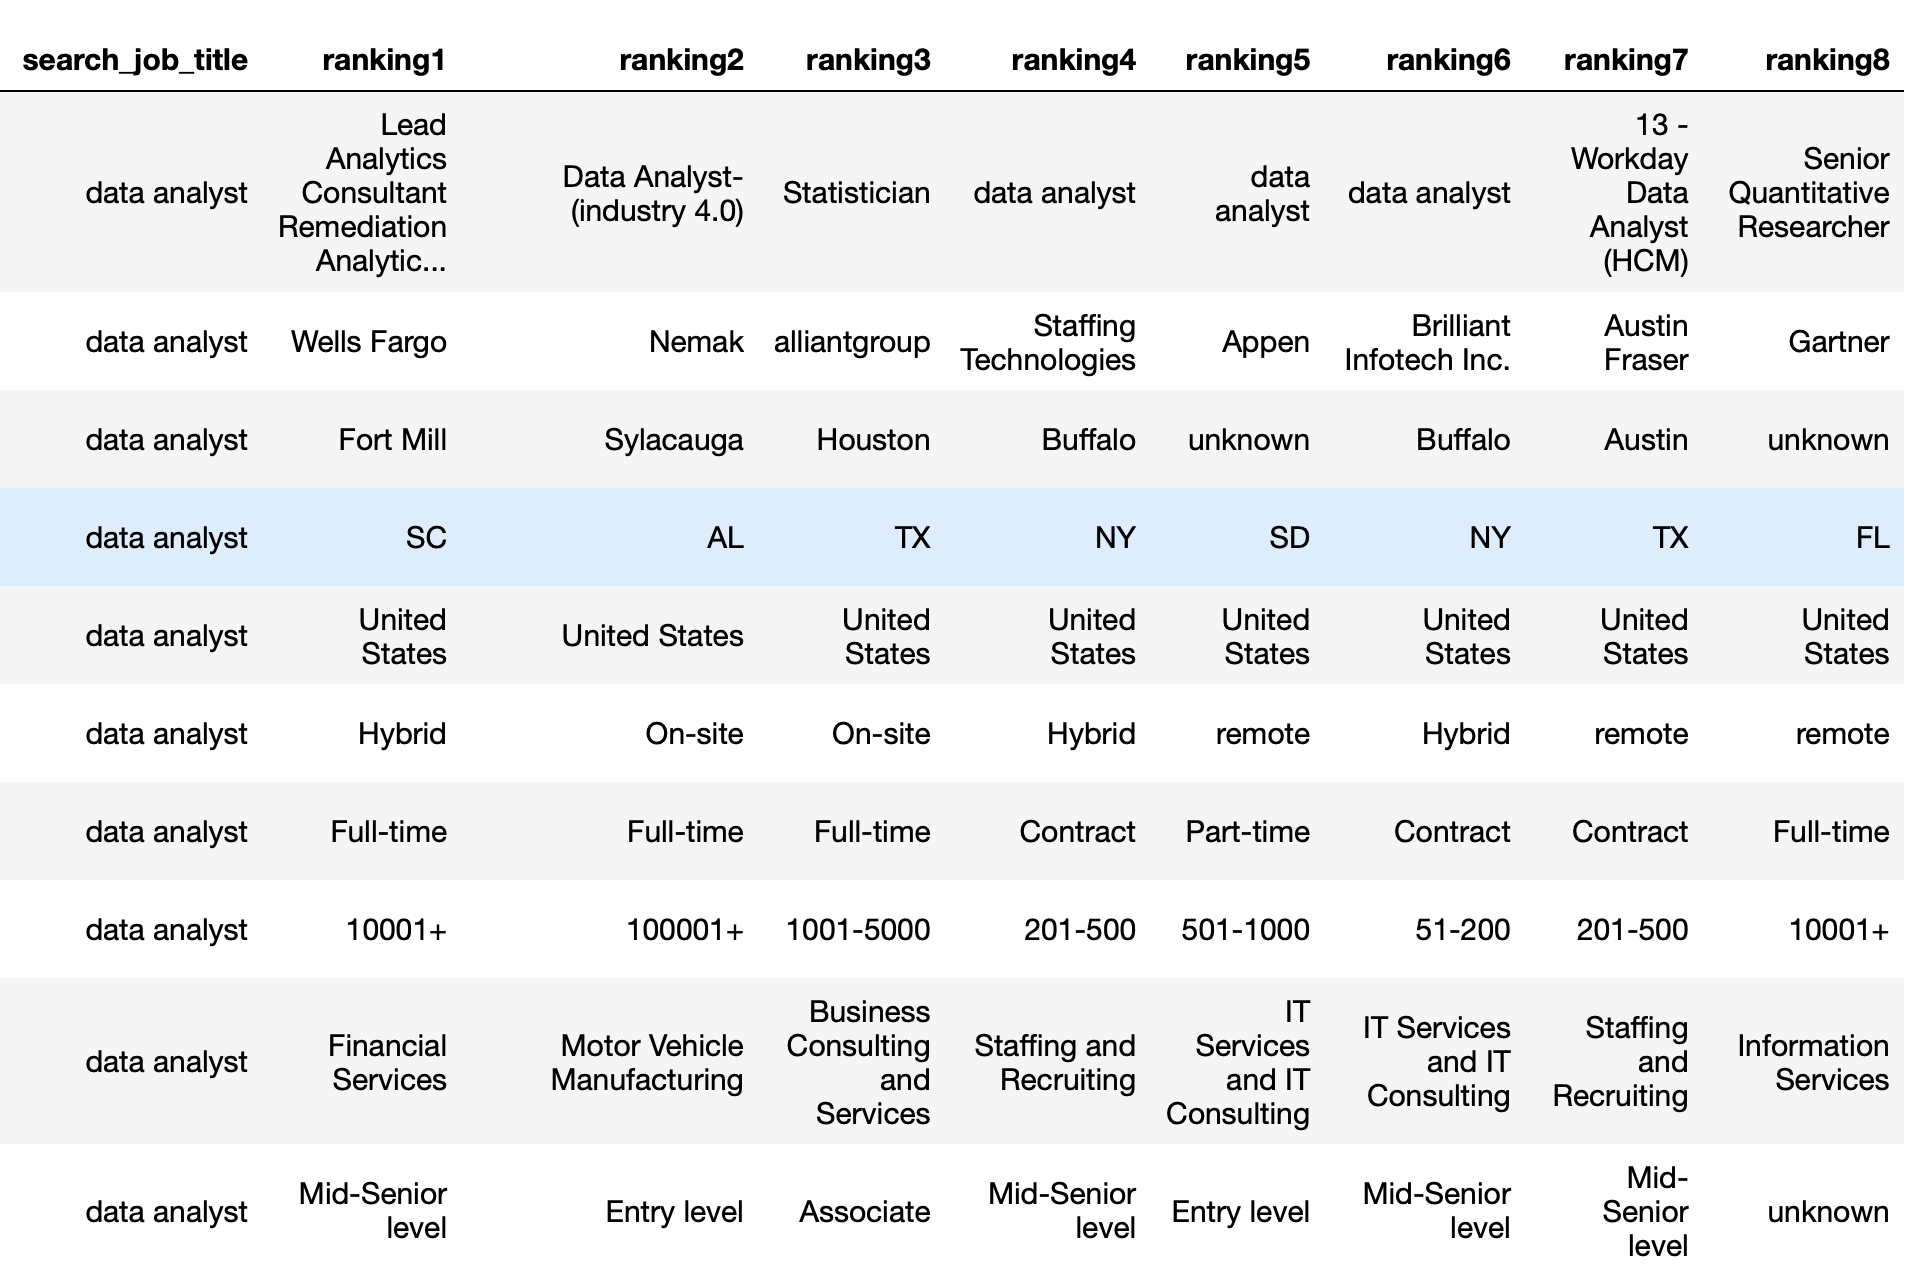 search_job_title ranking1 ranking2 ranking3 ranking4 ranking5 ranking6 ranking7 ranking8
data analyst Lead Analytics Consultant Remediation Analytic... Data Analyst- (industry 4.0) Statistician data analyst data analyst data analyst 13 - Workday Data Analyst (HCM) Senior Quantitative Researcher
data analyst Wells Fargo Nemak alliantgroup Staffing Technologies Appen Brilliant Infotech Inc. Austin Fraser Gartner
data analyst Fort Mill Sylacauga Houston Buffalo unknown Buffalo Austin unknown
data analyst SC AL TX NY SD NY TX FL
data analyst United States United States United States United States United States United States United States United States
data analyst Hybrid On-site On-site Hybrid remote Hybrid remote remote
data analyst Full-time Full-time Full-time Contract Part-time Contract Contract Full-time
data analyst 10001+ 100001+ 1001-5000 201-500 501-1000 51-200 201-500 10001+
data analyst Financial Services Motor Vehicle Manufacturing Business Consulting and Services Staffing and Recruiting IT Services and IT Consulting IT Services and IT Consulting Staffing and Recruiting Information Services
data analyst Mid-Senior level Entry level Associate Mid-Senior level Entry level Mid-Senior level Mid-Senior level unknown